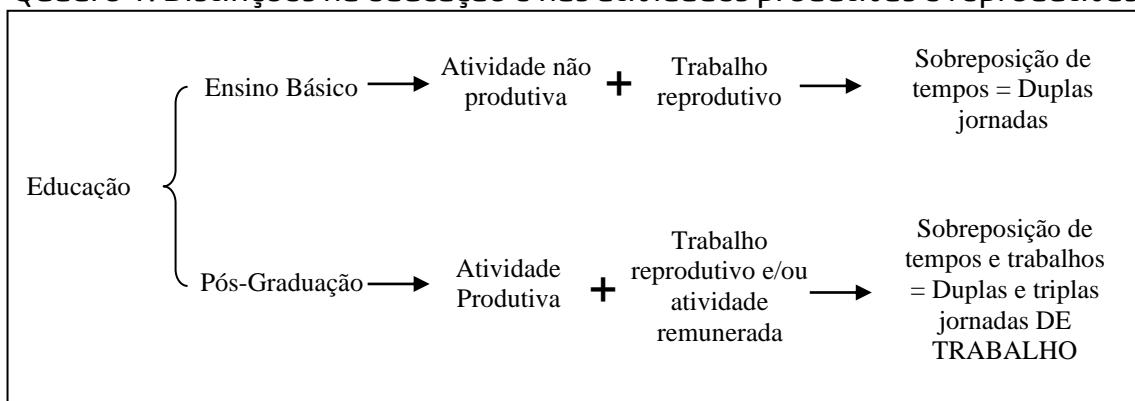 Ensino Básico
Atividade não
produtiva
+
Trabalho
reprodutivo
Sobreposição de
tempos = Duplas
jornadas
Educação
Pós-Graduação
Atividade
Produtiva
+
Trabalho
reprodutivo e/ou
atividade
remunerada
Sobreposição de
tempos e trabalhos
= Duplas e triplas
jornadas DE
TRABALHO